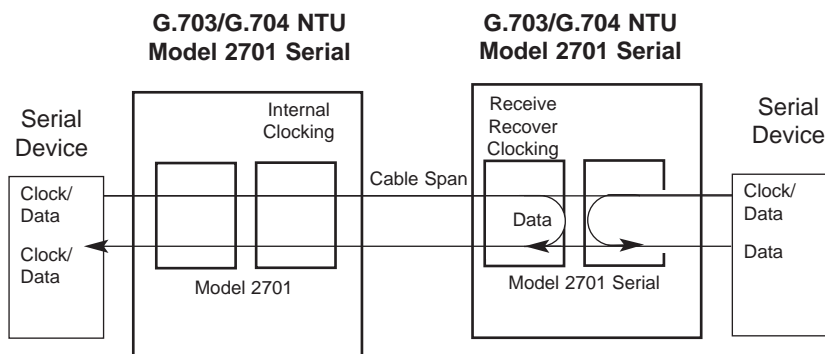 G.703/G.704 NTU
Model 2701 Serial
G.703/G.704 NTU
Model 2701 Serial
Serial
Device
Internal
Clocking
Receive
Recover
Clocking
Serial
Device
Clock/
Data
Clock/
Data
Cable Span
Data
Clock/
Data
Data
Model 2701
Model 2701 Serial